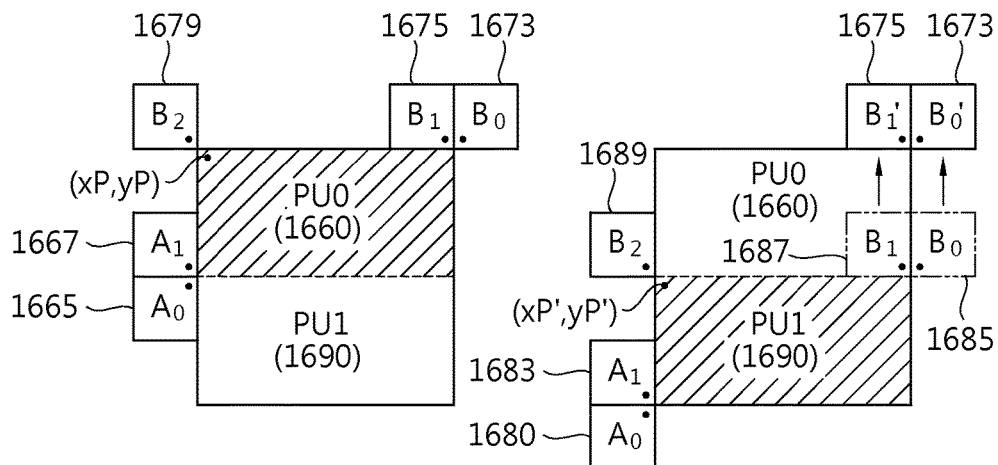 1679
1675
1673
B2
B1
B0
(xP,yP)
PU0
(1660)
1667
A1
1665
A0
PU1
(1690)
1675
1673
B1'
B0'
1689
PU0
(1660)
B2
1687
B1
B0
(xP',yP')
1685
PU1
(1690)
1683
A1
1680
A0